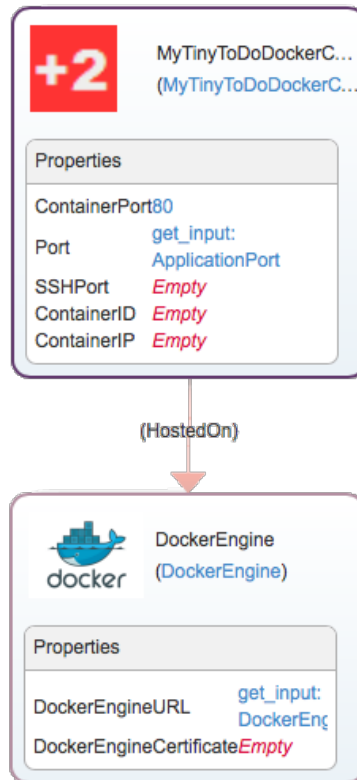 +2
MyTinyToDoDockerC...
(MyTinyToDoDockerC...
Properties
ContainerPort80
Port get_input:
ApplicationPort
SSHPort Empty
ContainerID Empty
ContainerIP Empty
(HostedOn)
docker
DockerEngine
(DockerEngine)
Properties
DockerEngineURL get_input:
DockerEng
DockerEngineCertificateEmpty